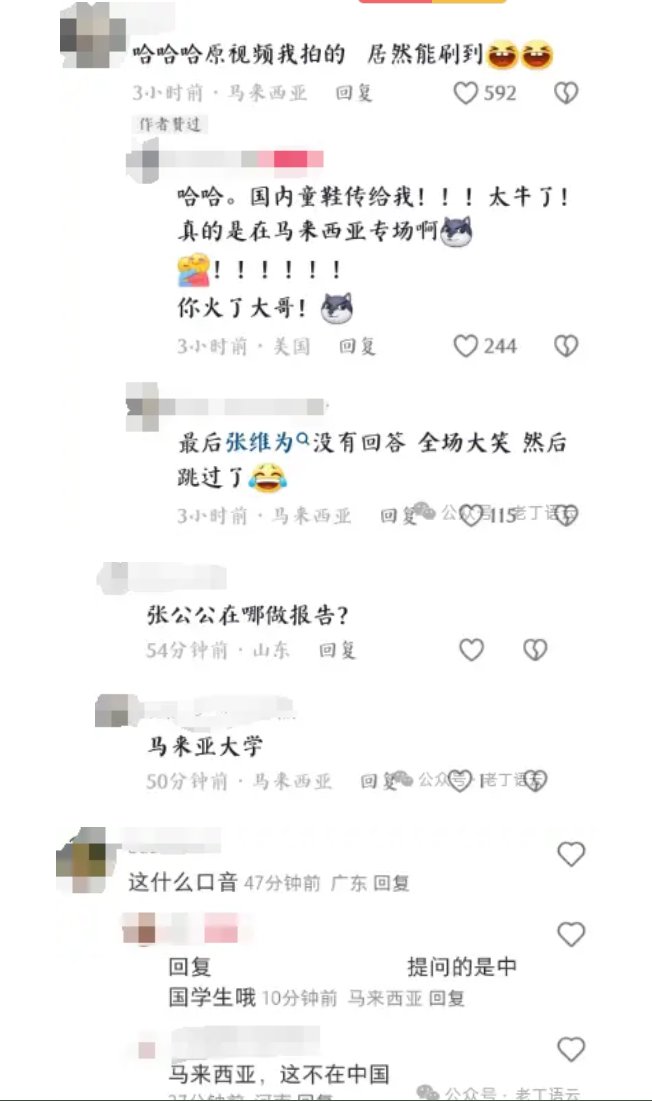 哈哈哈原视频我拍的 居然能刷到
3小时前·马来西亚 回复 592
作者赞过
哈哈。国内童鞋传给我！！！太牛了！
真的是在马来西亚专场啊
！！！！！！
你火了大哥！
3小时前·美国 回复 244
最后张维为没有回答 全场大笑 然后
跳过了
3小时前·马来西亚 回复 115
公众号·老丁语云
张公公在哪做报告？
54分钟前·山东 回复
马来亚大学
50分钟前·马来西亚 回复 1
公众号·老丁语云
这什么口音 47分钟前 广东 回复
回复 提问的是中
国学生哦 10分钟前 马来西亚 回复
马来西亚，这不在中国
37分钟前 河南 回复
公众号·老丁语云